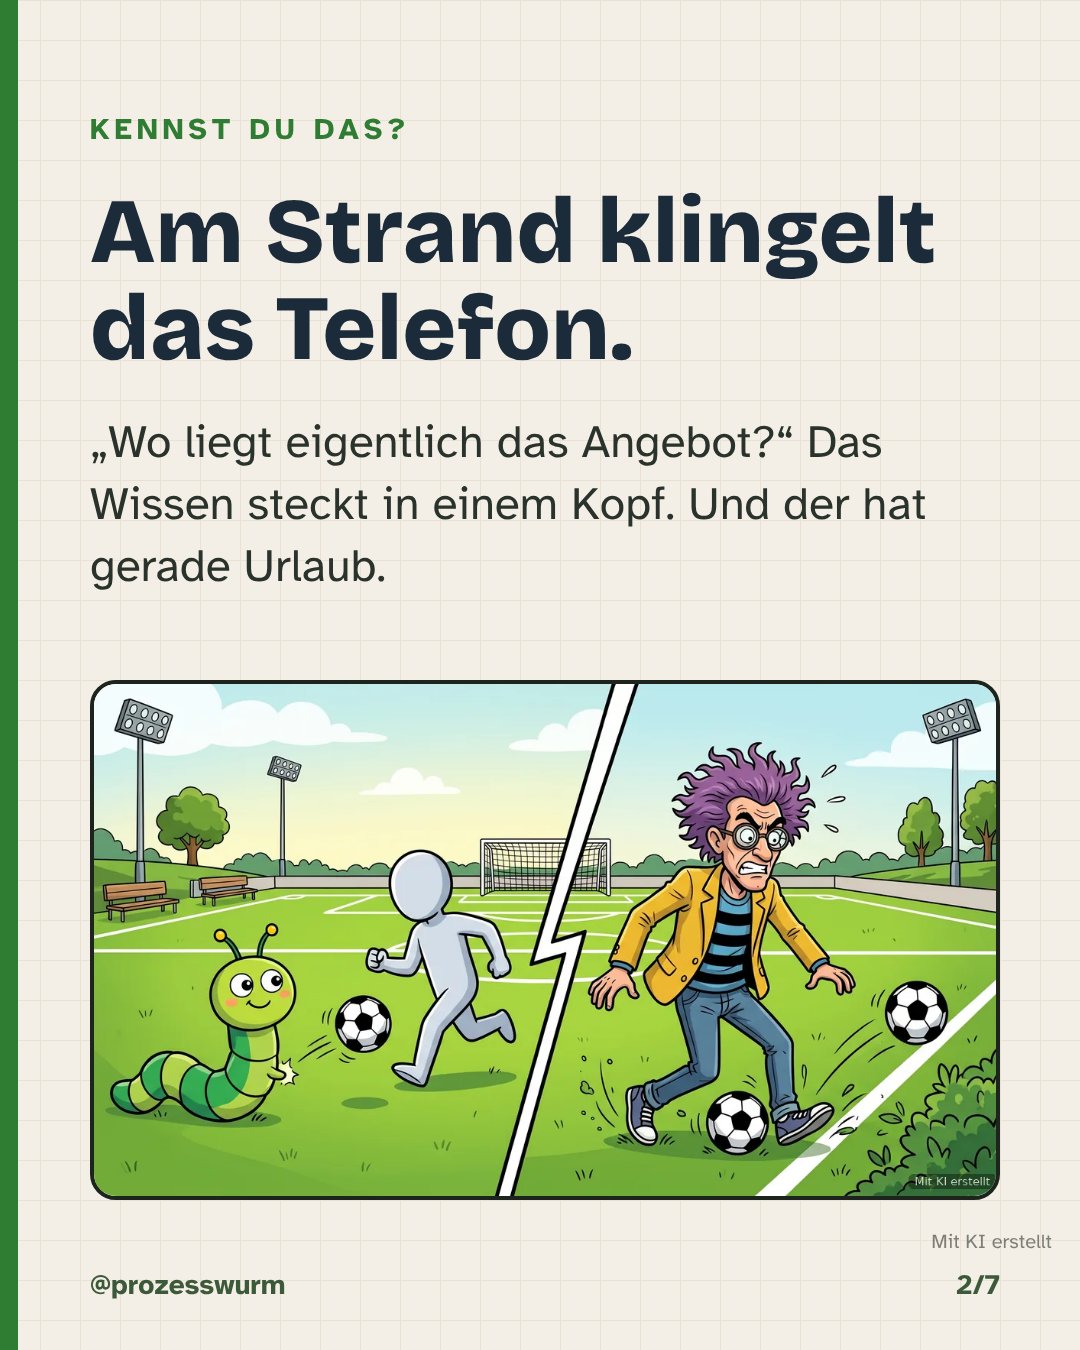 KENNST DU DAS?
Am Strand klingelt
das Telefon.
„Wo liegt eigentlich das Angebot?“ Das
Wissen steckt in einem Kopf. Und der hat
gerade Urlaub.
Mit KI erstellt
Mit KI erstellt
@prozesswurm
2/7